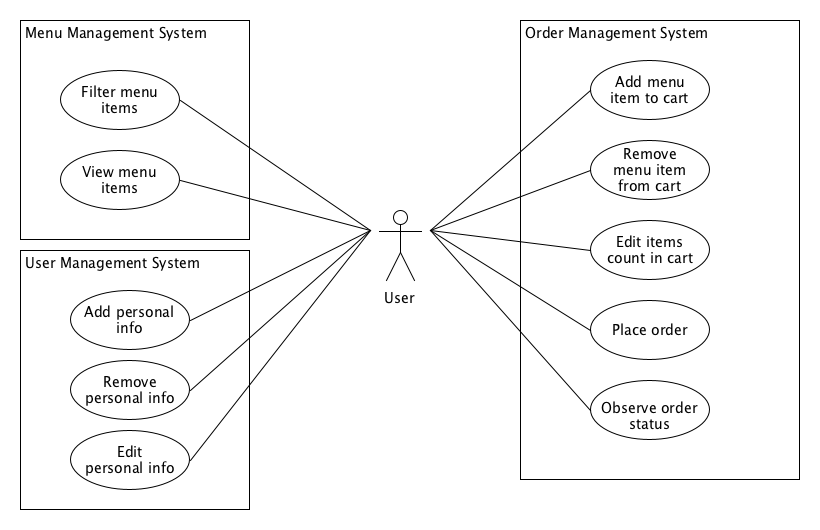 Menu Management System
Filter menu
items
View menu
items
User Management System
Add personal
info
Remove
personal info
Edit
personal info
User
Order Management System
Add menu
item to cart
Remove
menu item
from cart
Edit items
count in cart
Place order
Observe order
status